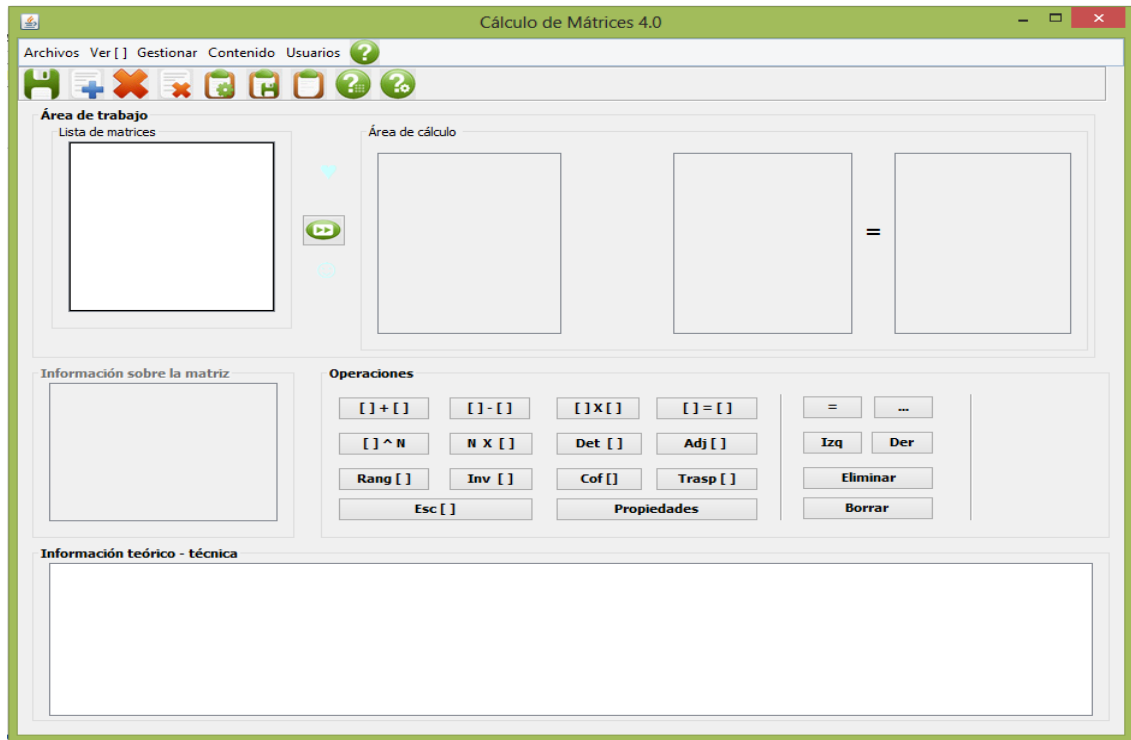 Cálculo de Mátrices 4.0
Archivos Ver [ ] Gestionar Contenido Usuarios ?
Área de trabajo
Lista de matrices
Área de cálculo
=
Información sobre la matriz
Operaciones
[ ] + [ ] [ ] - [ ] [ ] X [ ] [ ] = [ ] = ...
[ ] ^ N N X [ ] Det [ ] Adj [ ] Izq Der
Rang [ ] Inv [ ] Cof [] Trasp [ ] Eliminar
Esc [ ] Propiedades Borrar
Información teórico - técnica